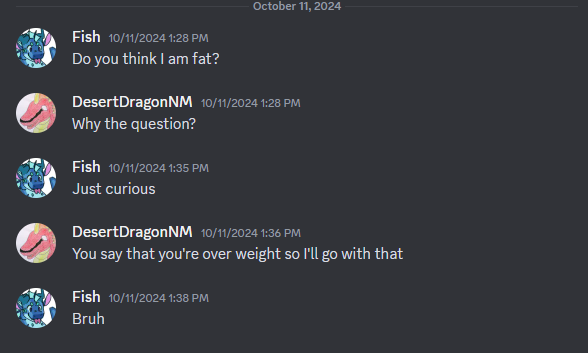 October 11, 2024
Fish 10/11/2024 1:28 PM
Do you think I am fat?
DesertDragonNM 10/11/2024 1:28 PM
Why the question?
Fish 10/11/2024 1:35 PM
Just curious
DesertDragonNM 10/11/2024 1:36 PM
You say that you're over weight so I'll go with that
Fish 10/11/2024 1:38 PM
Bruh